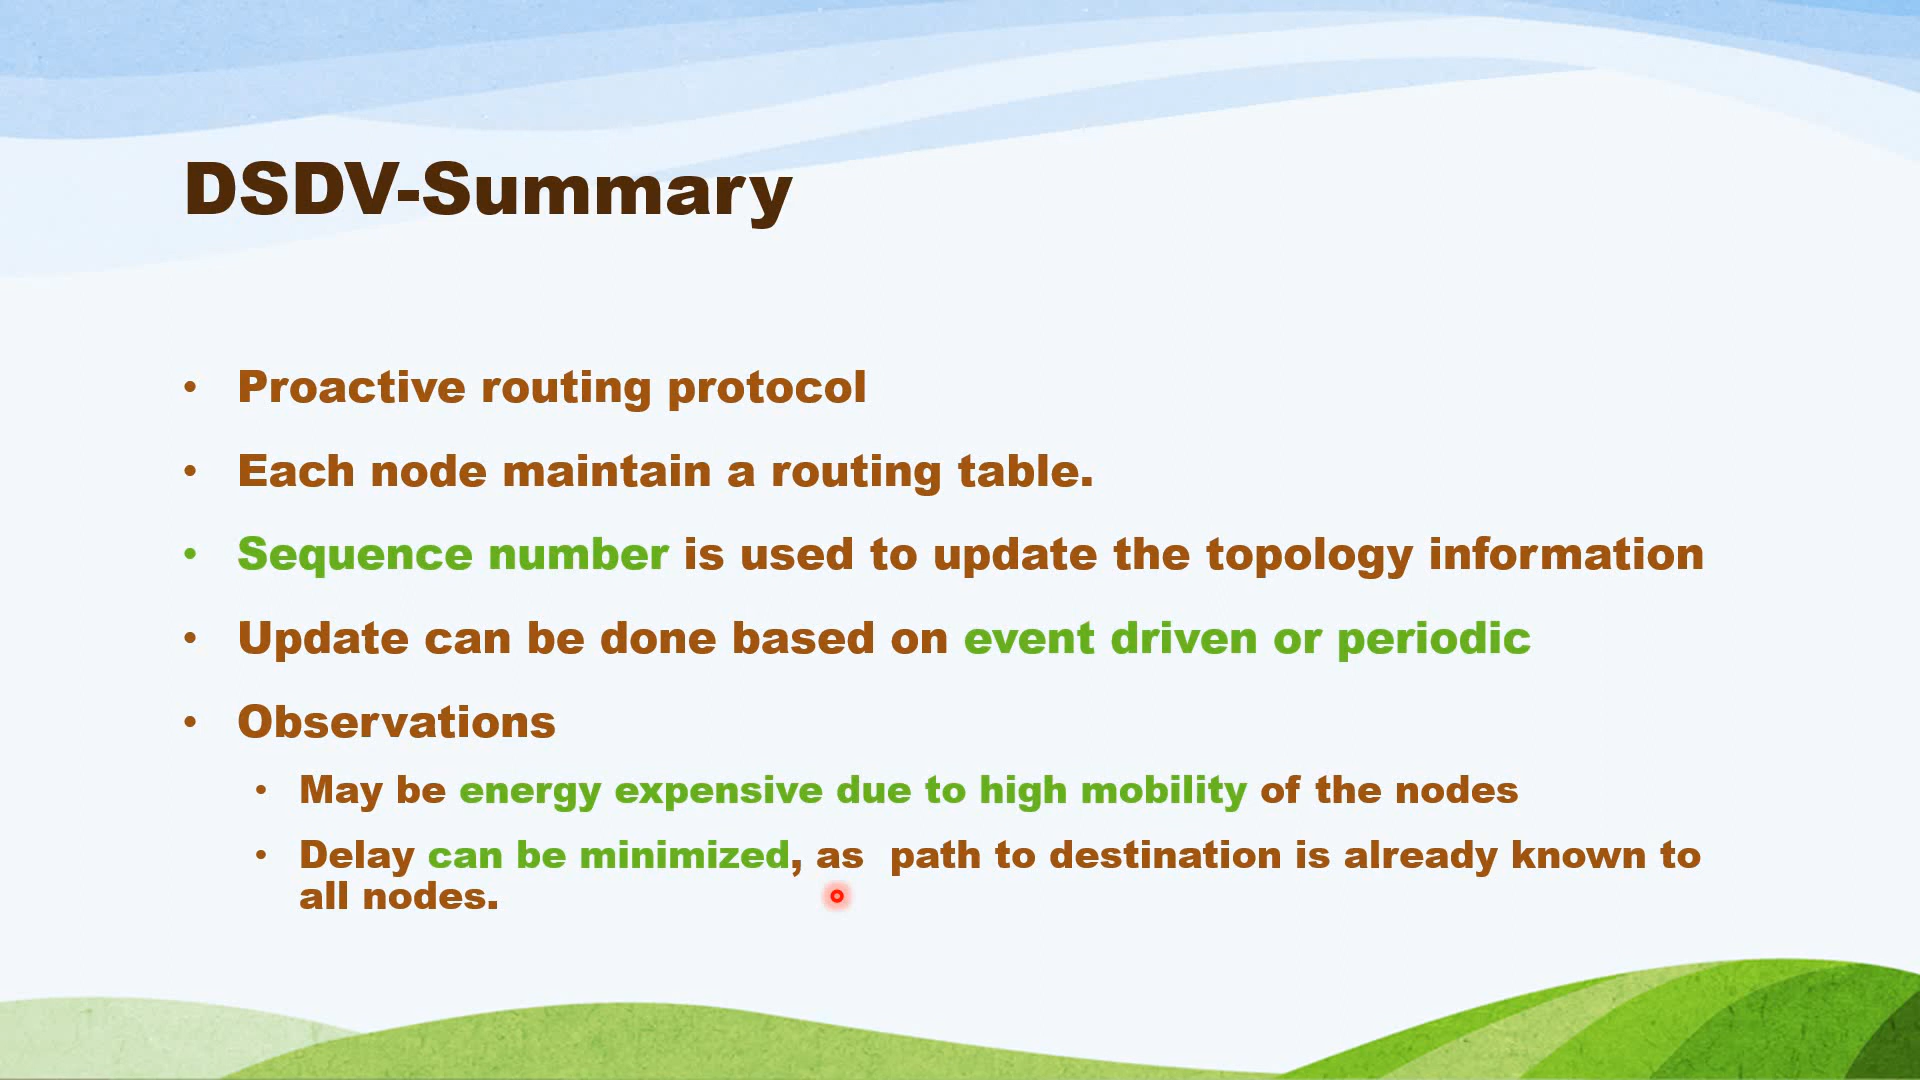 DSDV-Summary
• Proactive routing protocol
• Each node maintain a routing table.
• Sequence number is used to update the topology information
• Update can be done based on event driven or periodic
• Observations
• May be energy expensive due to high mobility of the nodes
• Delay can be minimized, as  path to destination is already known to
all nodes.